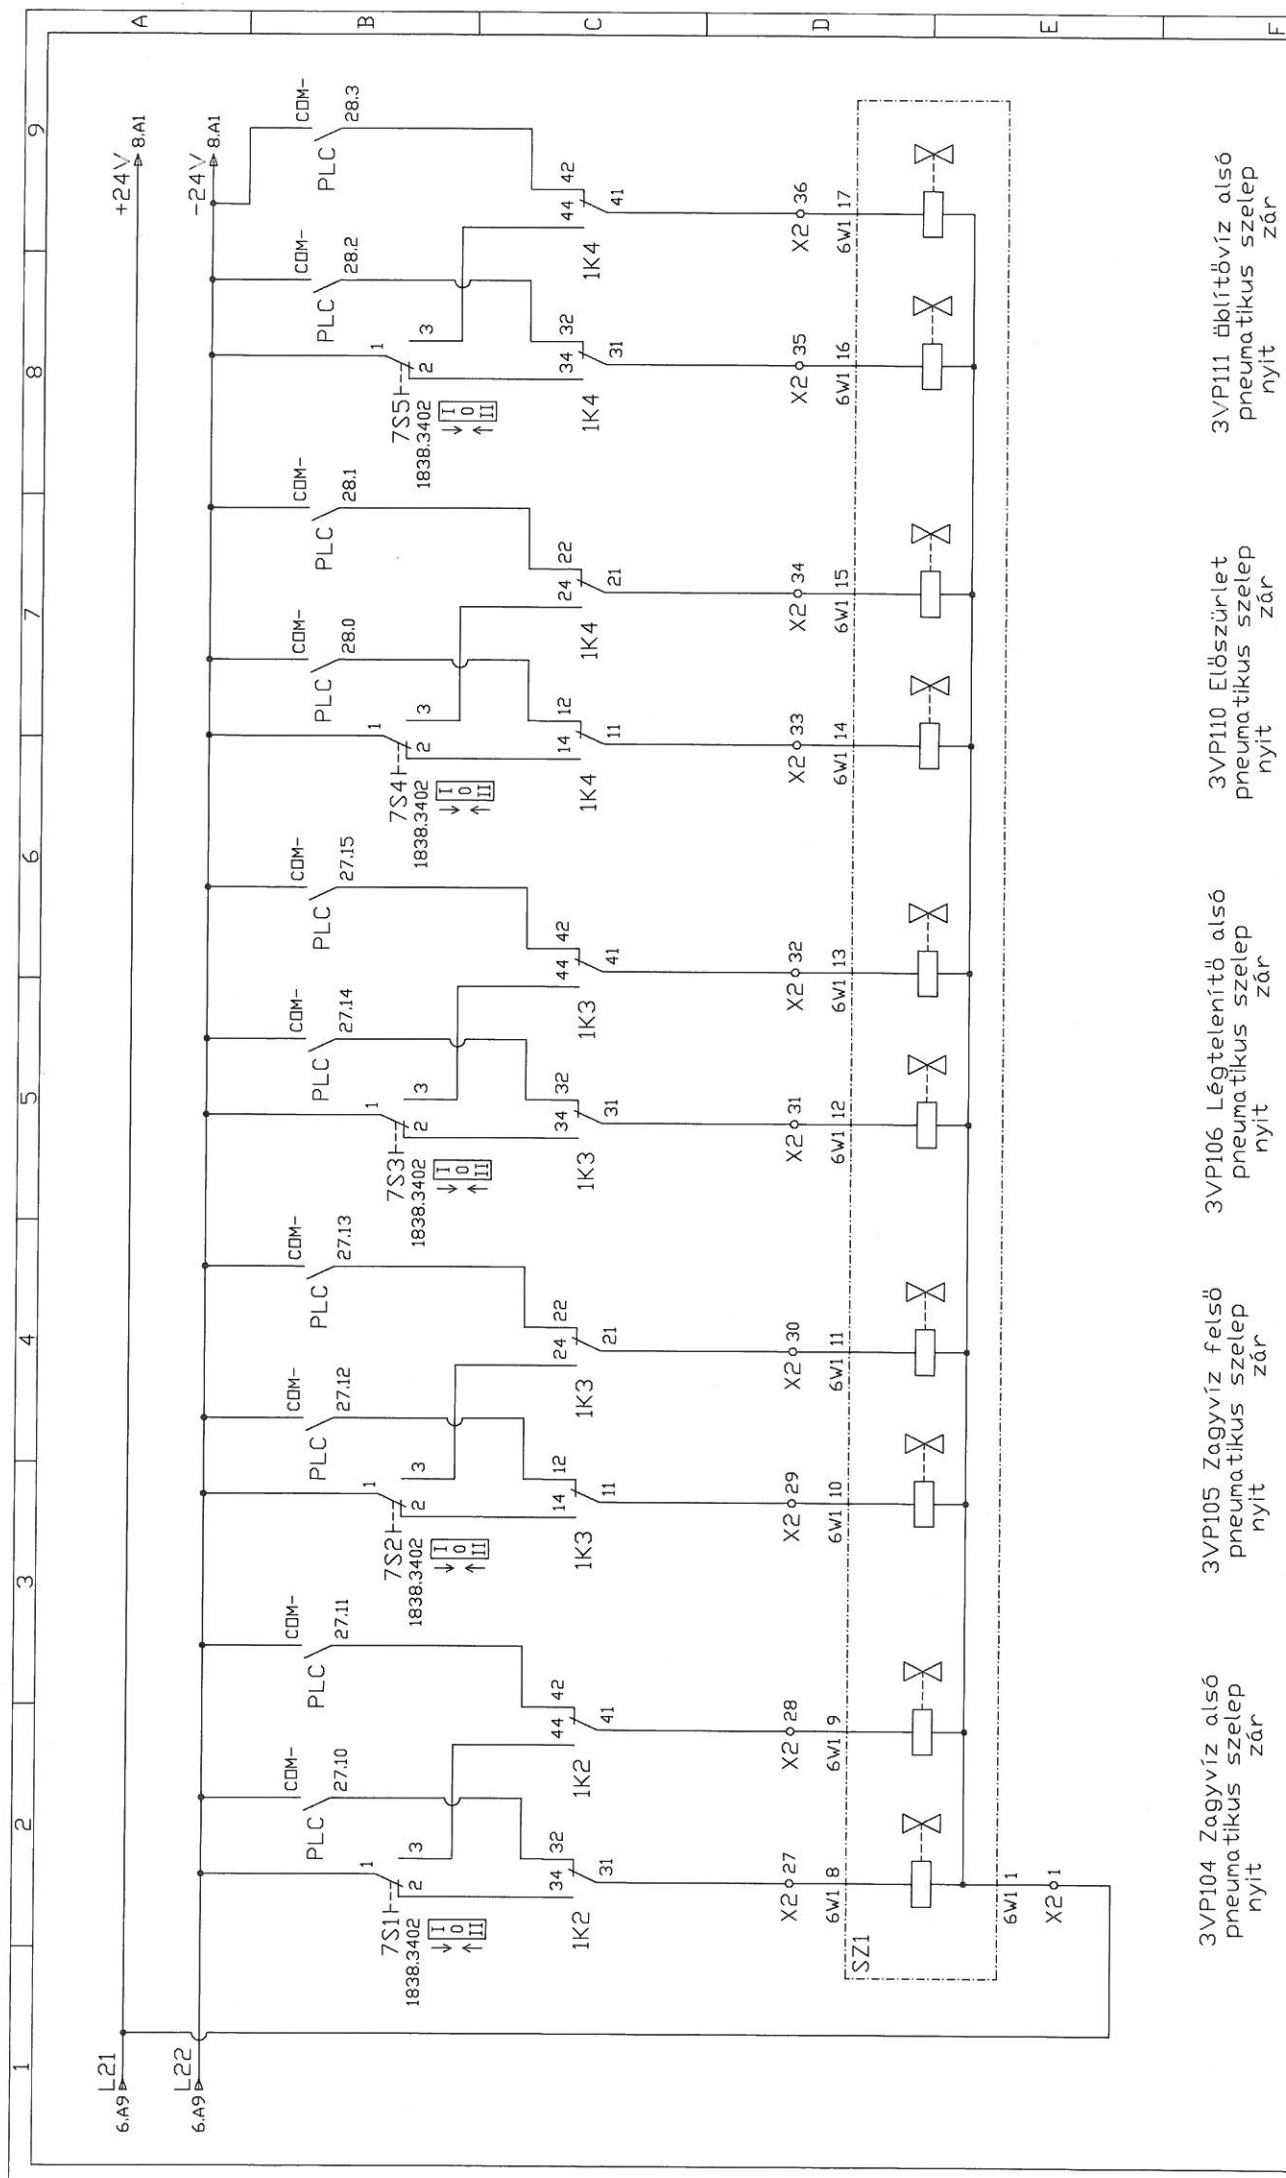 1 2 3 4 5 6 7 8 9
A
B
C
D
E
F
6.A9 L21
+24V 8.A1
6.A9 L22
-24V 8.A1
COM- COM- COM- COM- COM- COM- COM- COM- COM- COM-
PLC 27.10
PLC 27.11
PLC 27.12
PLC 27.13
PLC 27.14
PLC 27.15
PLC 28.0
PLC 28.1
PLC 28.2
PLC 28.3
7S1 1 2 3
1838.3402
I
0
II
7S2 1 2 3
1838.3402
I
0
II
7S3 1 2 3
1838.3402
I
0
II
7S4 1 2 3
1838.3402
I
0
II
7S5 1 2 3
1838.3402
I
0
II
1K2 34 32 31
1K2 44 42 41
1K3 14 12 11
1K3 24 22 21
1K3 34 32 31
1K3 44 42 41
1K4 14 12 11
1K4 24 22 21
1K4 34 32 31
1K4 44 42 41
X2 27
X2 28
X2 29
X2 30
X2 31
X2 32
X2 33
X2 34
X2 35
X2 36
6W1 8
6W1 9
6W1 10
6W1 11
6W1 12
6W1 13
6W1 14
6W1 15
6W1 16
6W1 17
SZ1
6W1 1
X2 1
3VP104 Zagyvíz alsó
pneumatikus szelep
nyit zár
3VP105 Zagyvíz felső
pneumatikus szelep
nyit zár
3VP106 Légtelenítő alsó
pneumatikus szelep
nyit zár
3VP110 Előszürlet
pneumatikus szelep
nyit zár
3VP111 öblítővíz alsó
pneumatikus szelep
nyit zár